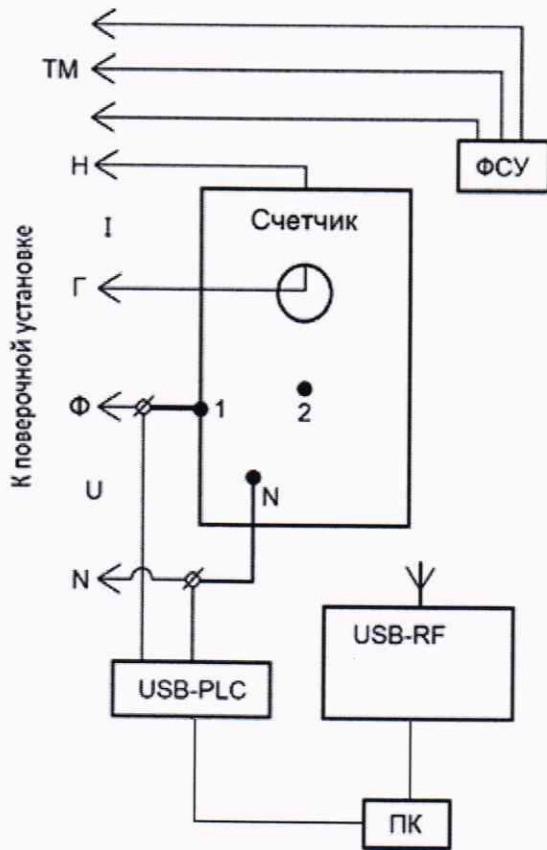 ТМ
ФСУ
Н
Счетчик
I
Г
К поверочной установке
Ф
1
2
U
N
N
USB-RF
USB-PLC
ПК